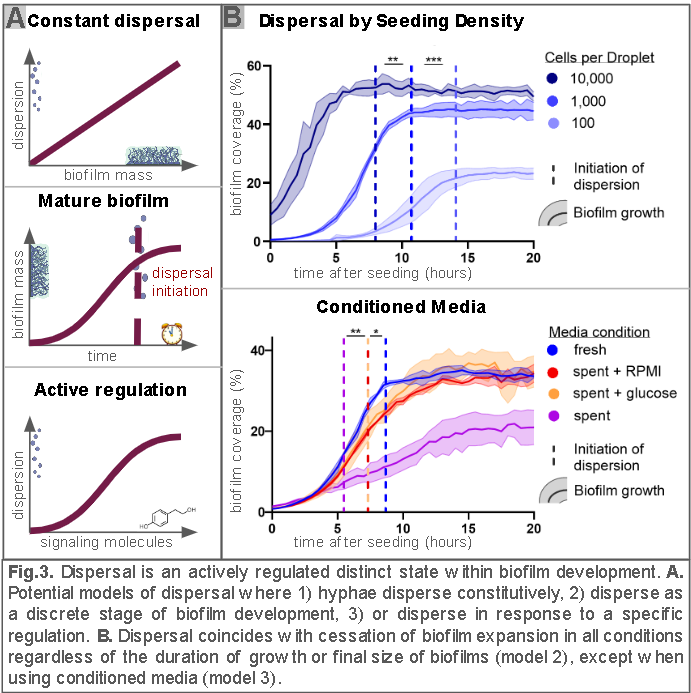 A
Constant dispersal
dispersion
biofilm mass
Mature biofilm
biofilm mass
dispersal
initiation
time
Active regulation
dispersion
HO
OH
signaling molecules
B
Dispersal by Seeding Density
** ***
60
40
20
0
biofilm coverage (%)
0 5 10 15 20
time after seeding (hours)
Cells per Droplet
10,000
1,000
100
Initiation of
dispersion
Biofilm growth
Conditioned Media
** *
40
20
0
biofilm coverage (%)
0 5 10 15 20
time after seeding (hours)
Media condition
fresh
spent + RPMI
spent + glucose
spent
Initiation of
dispersion
Biofilm growth
Fig.3. Dispersal is an actively regulated distinct state within biofilm development. A.
Potential models of dispersal where 1) hyphae disperse constitutively, 2) disperse as
a discrete stage of biofilm development, 3) or disperse in response to a specific
regulation. B. Dispersal coincides with cessation of biofilm expansion in all conditions
regardless of the duration of growth or final size of biofilms (model 2), except when
using conditioned media (model 3).